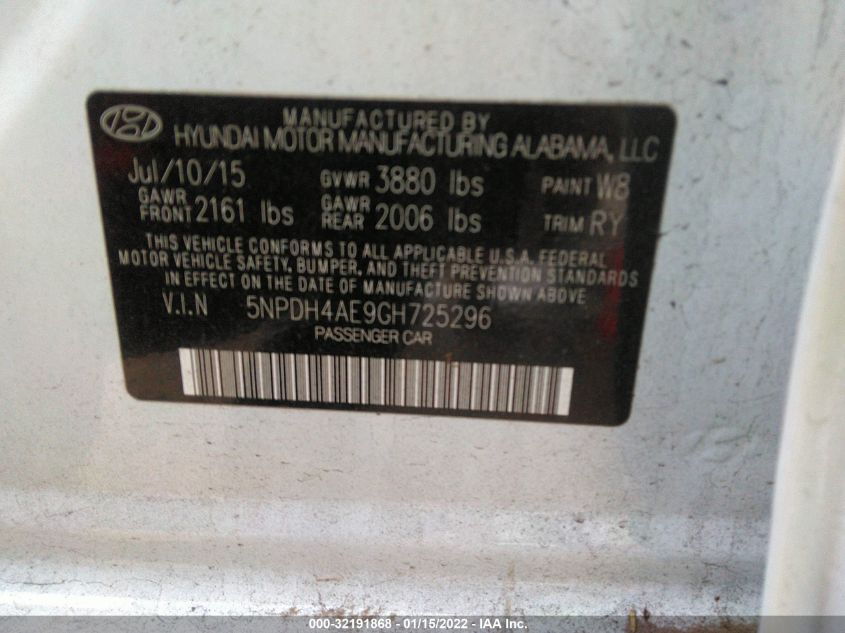 MANUFACTURED BY
HYUNDAI MOTOR MANUFACTURING ALABAMA, LLC
Jul/10/15 GVWR 3880 lbs PAINT W8
GAWR FRONT 2161 lbs GAWR REAR 2006 lbs TRIM RY
THIS VEHICLE CONFORMS TO ALL APPLICABLE U.S.A. FEDERAL
MOTOR VEHICLE SAFETY, BUMPER, AND THEFT PREVENTION STANDARDS
IN EFFECT ON THE DATE OF MANUFACTURE SHOWN ABOVE
V.I.N 5NPDH4AE9GH725296
PASSENGER CAR
000-32191868 - 01/15/2022 - IAA Inc.